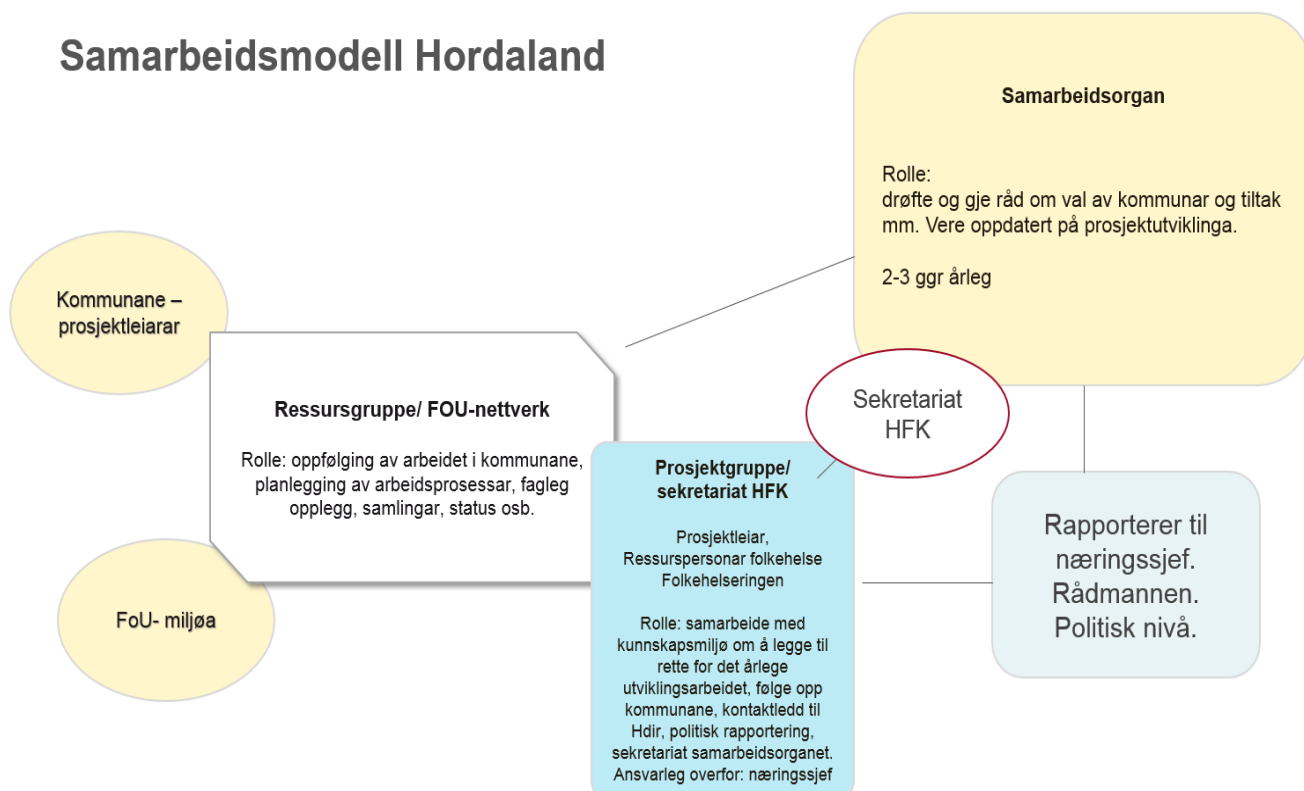 Samarbeidsmodell Hordaland
Samarbeidsorgan
Rolle:
drøfte og gje råd om val av kommunar og tiltak
mm. Vere oppdatert på prosjektutviklinga.
2-3 ggr årleg
Kommunane –
prosjektleiarar
Ressursgruppe/ FOU-nettverk
Rolle: oppfølging av arbeidet i kommunane,
planlegging av arbeidsprosessar, fagleg
opplegg, samlingar, status osb.
FoU- miljøa
Sekretariat
HFK
Prosjektgruppe/
sekretariat HFK
Prosjektleiar,
Ressurspersonar folkehelse
Folkehelseringen
Rolle: samarbeide med
kunnskapsmiljø om å legge til
rette for det årlege
utviklingsarbeidet, følge opp
kommunane, kontaktledd til
Hdir, politisk rapportering,
sekretariat samarbeidsorganet.
Ansvarleg overfor: næringssjef
Rapporterer til
næringssjef.
Rådmannen.
Politisk nivå.